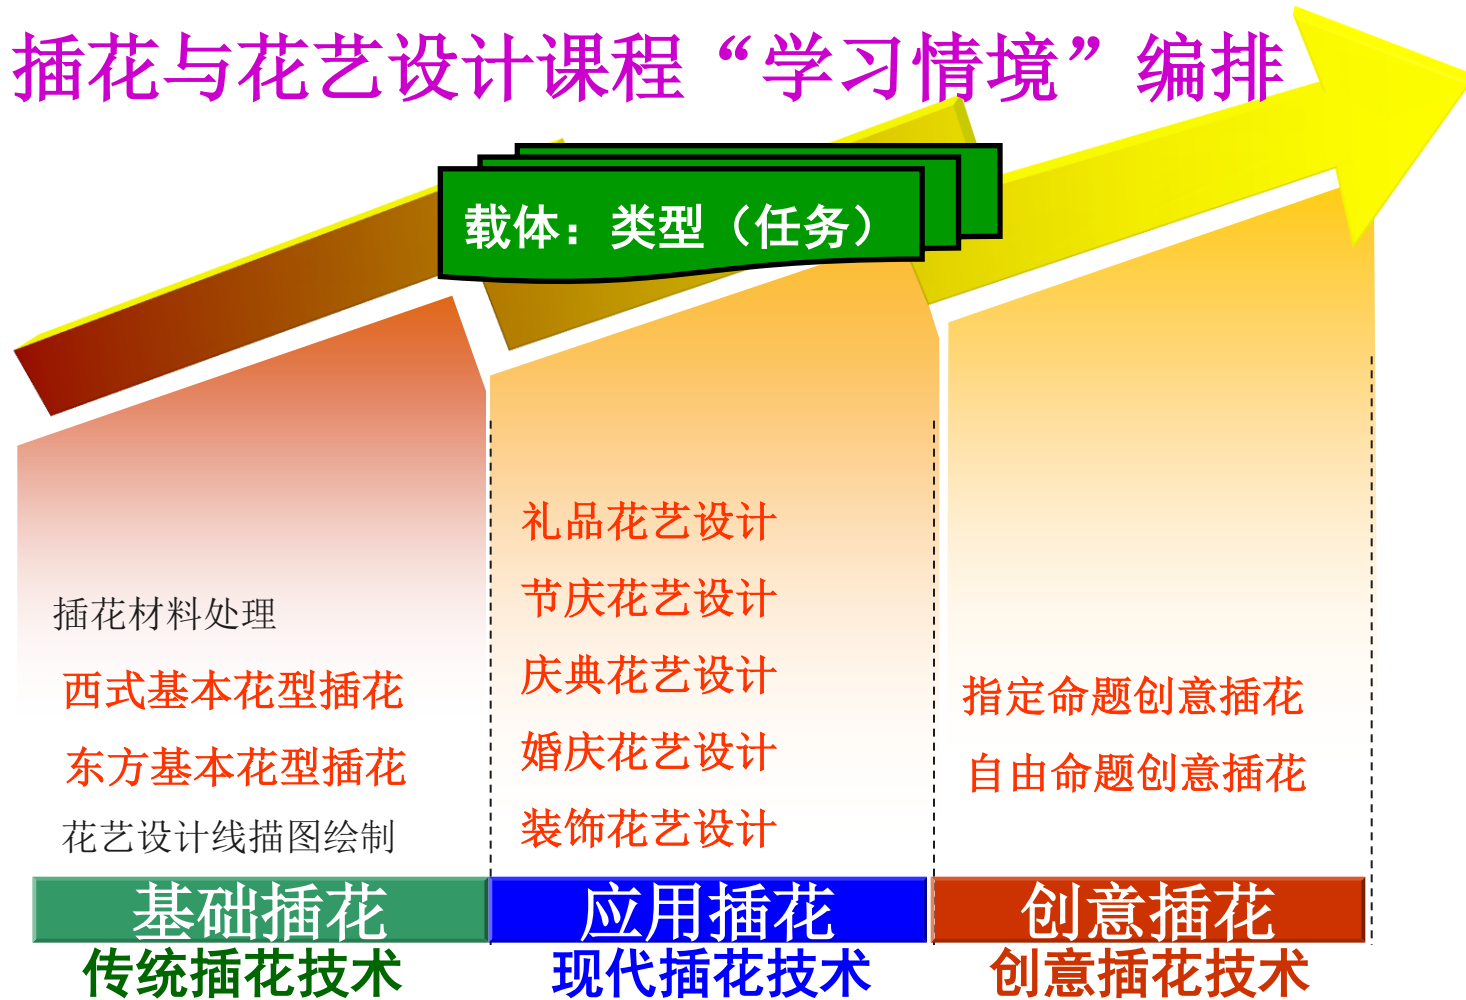 插花与花艺设计课程“学习情境”编排
载体：类型（任务）
插花材料处理
西式基本花型插花
东方基本花型插花
花艺设计线描图绘制
基础插花
传统插花技术
礼品花艺设计
节庆花艺设计
庆典花艺设计
婚庆花艺设计
装饰花艺设计
应用插花
现代插花技术
指定命题创意插花
自由命题创意插花
创意插花
创意插花技术